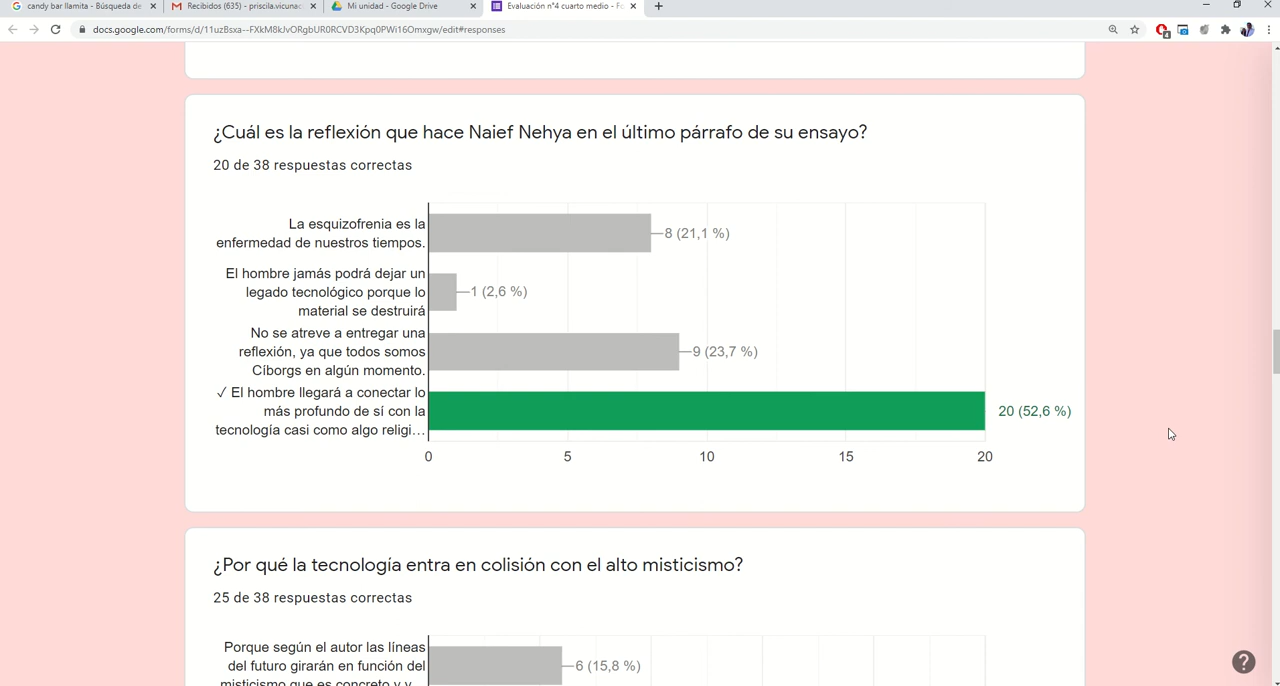 candy bar llamita - Búsqueda de
Recibidos (635) - priscila.vicunac
Mi unidad - Google Drive
Evaluación n°4 cuarto medio - Fo
docs.google.com/forms/d/11uzBsxa--FXkM8kJvORgbUR0RCVD3Kpq0PWi16Omxgw/edit#responses
¿Cuál es la reflexión que hace Naief Nehya en el último párrafo de su ensayo?
20 de 38 respuestas correctas
La esquizofrenia es la
enfermedad de nuestros tiempos.
8 (21,1 %)
El hombre jamás podrá dejar un
legado tecnológico porque lo
material se destruirá
1 (2,6 %)
No se atreve a entregar una
reflexión, ya que todos somos
Cíborgs en algún momento.
9 (23,7 %)
✓ El hombre llegará a conectar lo
más profundo de sí con la
tecnología casi como algo religi…
20 (52,6 %)
0 5 10 15 20
¿Por qué la tecnología entra en colisión con el alto misticismo?
25 de 38 respuestas correctas
Porque según el autor las líneas
del futuro girarán en función del
misticismo que es concreto y
6 (15,8 %)